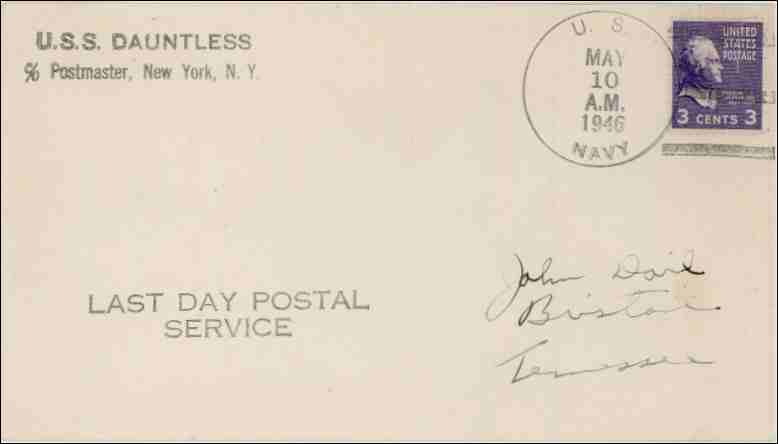 U.S.S. DAUNTLESS
℅ Postmaster, New York, N. Y.
U. S.
MAY
10
A.M.
1946
NAVY
UNITED
STATES
POSTAGE
3 CENTS 3
LAST DAY POSTAL
SERVICE
John
Bristol
Tennessee